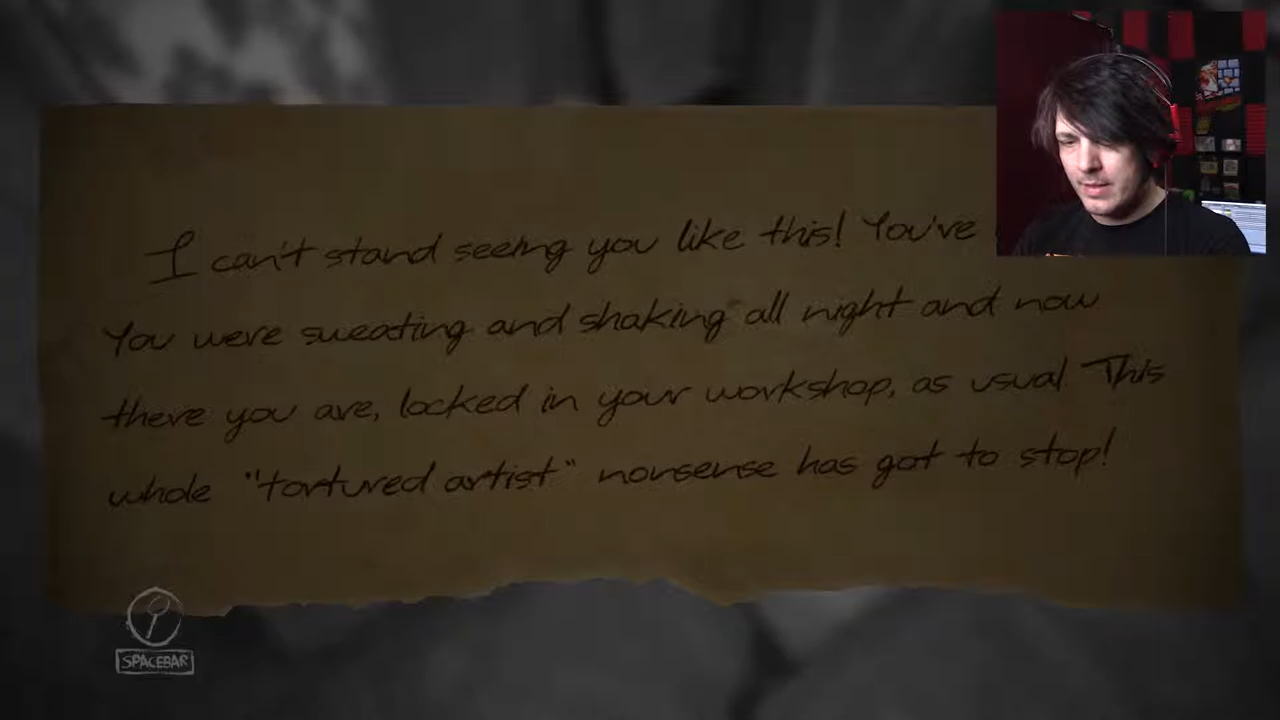 I can't stand seeing you like this! You've
You were sweating and shaking all night and now
there you are, locked in your workshop, as usual. This
whole "tortured artist" nonsense has got to stop!
SPACEBAR